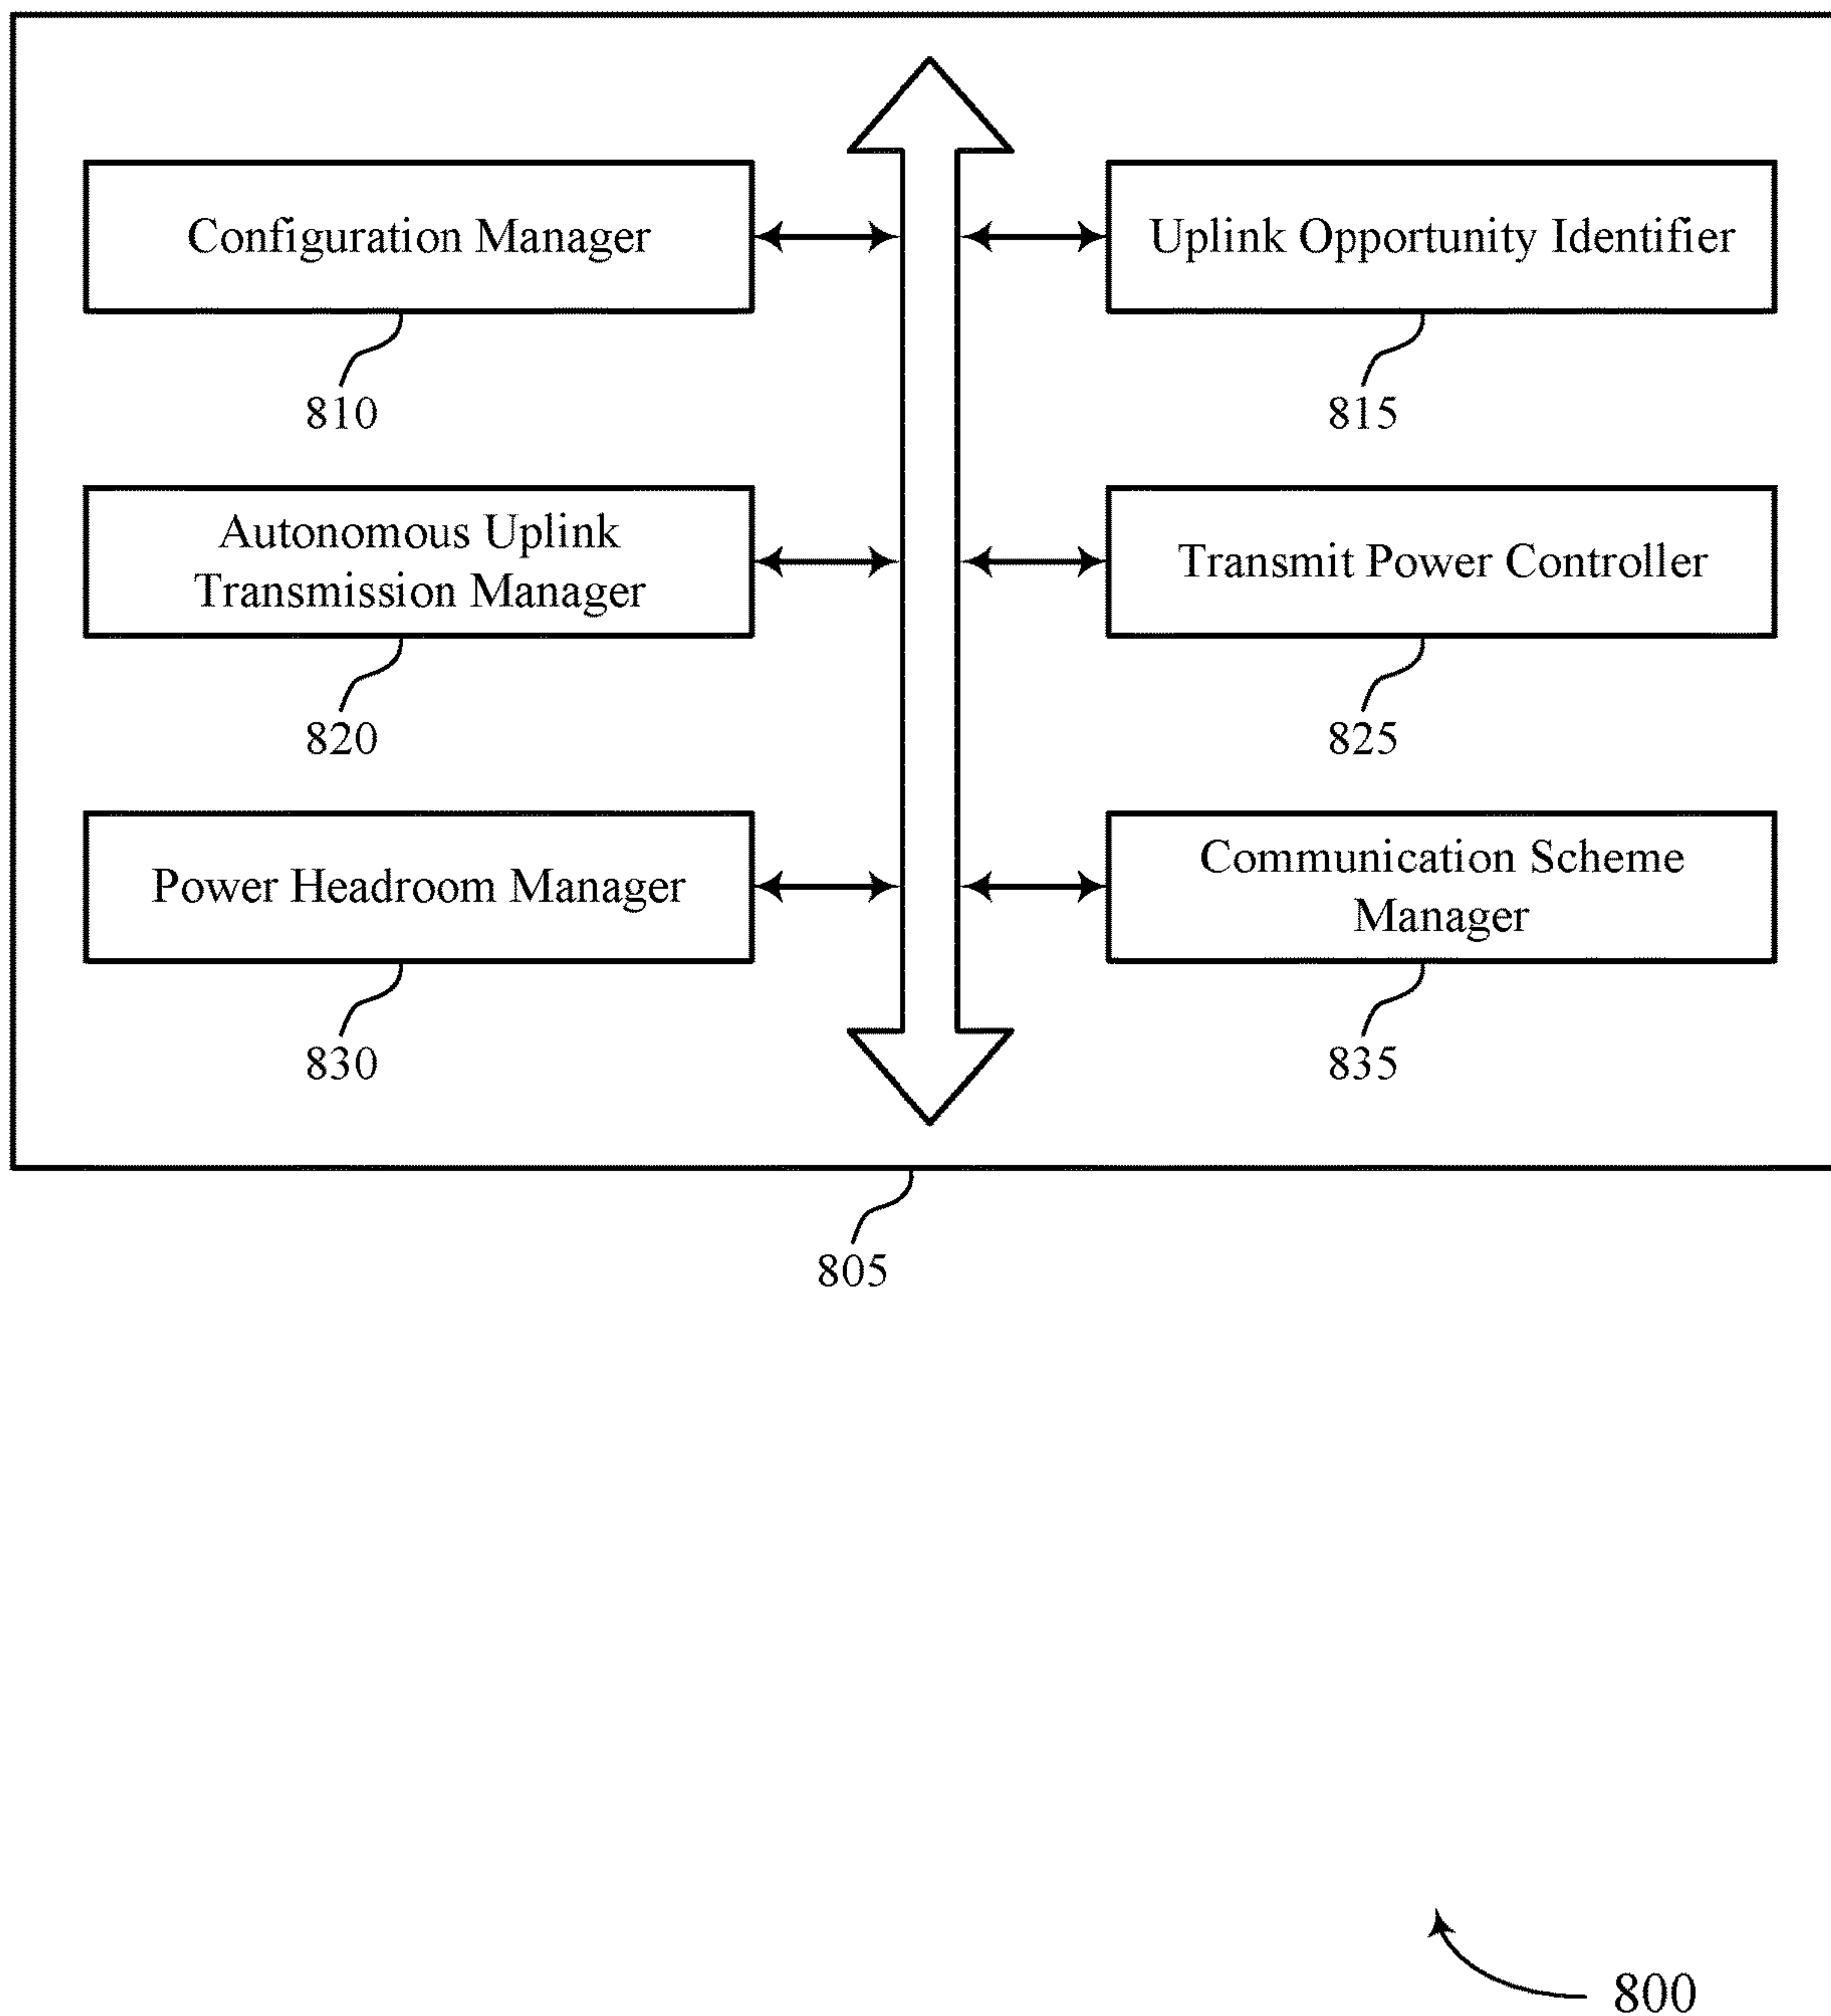 Configuration Manager
Uplink Opportunity Identifier
810
815
Autonomous Uplink
Transmission Manager
Transmit Power Controller
820
825
Power Headroom Manager
Communication Scheme
Manager
830
835
805
800